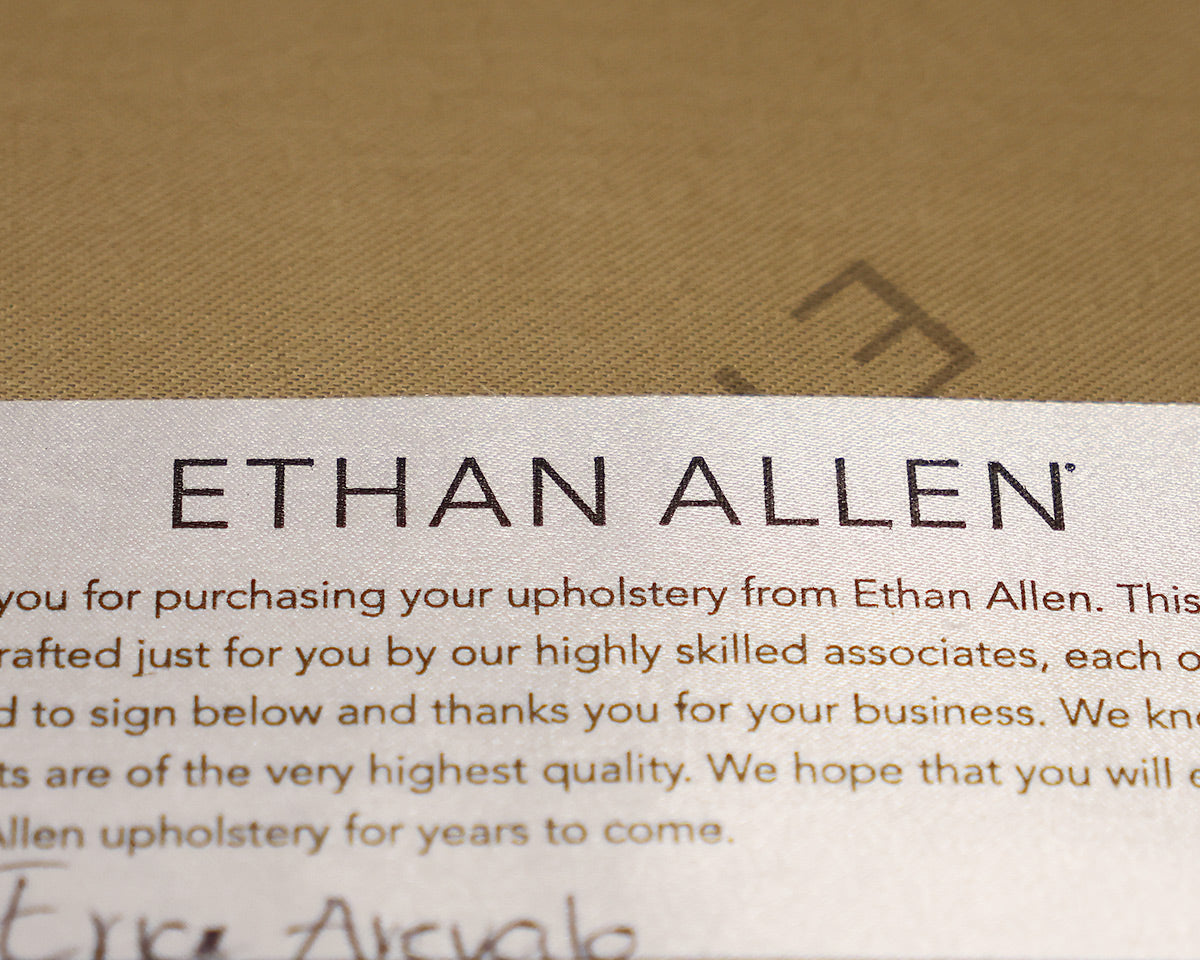 E
ETHAN ALLEN
you for purchasing your upholstery from Ethan Allen. This
rafted just for you by our highly skilled associates, each o
d to sign below and thanks you for your business. We kno
ts are of the very highest quality. We hope that you will e
Allen upholstery for years to come.
Arevalo